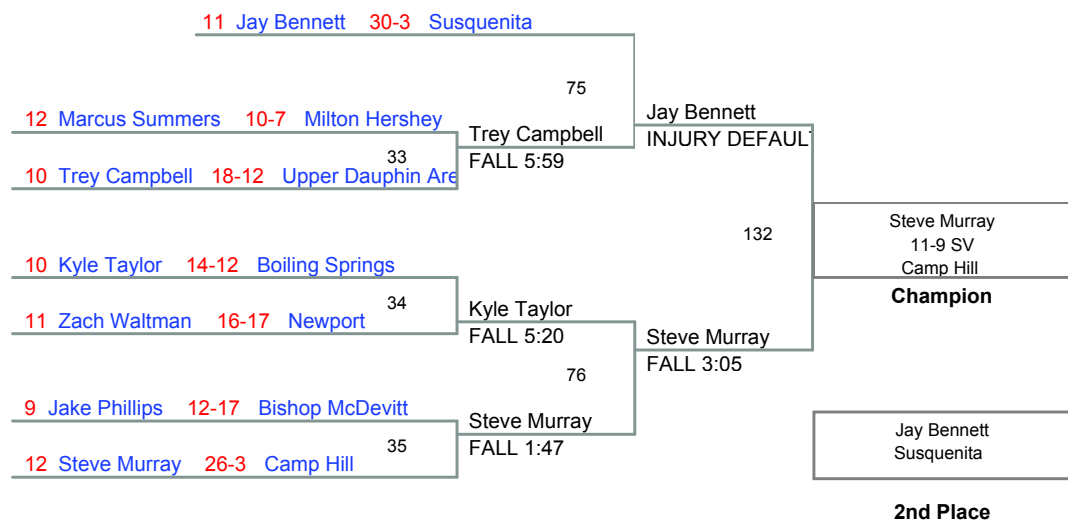 11 Jay Bennett 30-3 Susquenita
75
Jay Bennett
INJURY DEFAUL
12 Marcus Summers 10-7 Milton Hershey
33
Trey Campbell
FALL 5:59
10 Trey Campbell 18-12 Upper Dauphin Are
132
Steve Murray
11-9 SV
Camp Hill
Champion
10 Kyle Taylor 14-12 Boiling Springs
34
Kyle Taylor
FALL 5:20
11 Zach Waltman 16-17 Newport
76
Steve Murray
FALL 3:05
9 Jake Phillips 12-17 Bishop McDevitt
35
Steve Murray
FALL 1:47
12 Steve Murray 26-3 Camp Hill
Jay Bennett
Susquenita
2nd Place